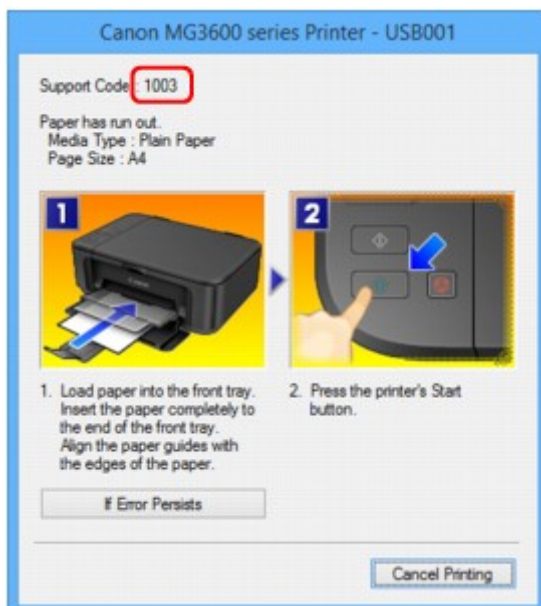 Canon MG3600 series Printer - USB001
Support Code : 1003
Paper has run out.
Media Type : Plain Paper
Page Size : A4
1
2
1. Load paper into the front tray.
Insert the paper completely to
the end of the front tray.
Align the paper guides with
the edges of the paper.
2. Press the printer's Start
button.
If Error Persists
Cancel Printing